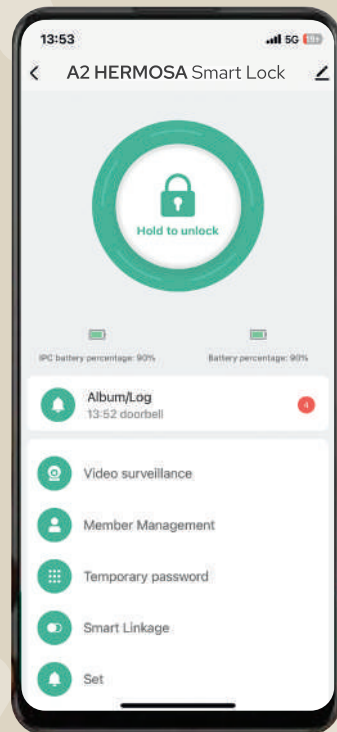 13:53
5G
A2 HERMOSA Smart Lock
Hold to unlock
IPC battery percentage: 90%
Battery percentage: 90%
Album/Log
13:52 doorbell
4
Video surveillance
Member Management
Temporary password
Smart Linkage
Set